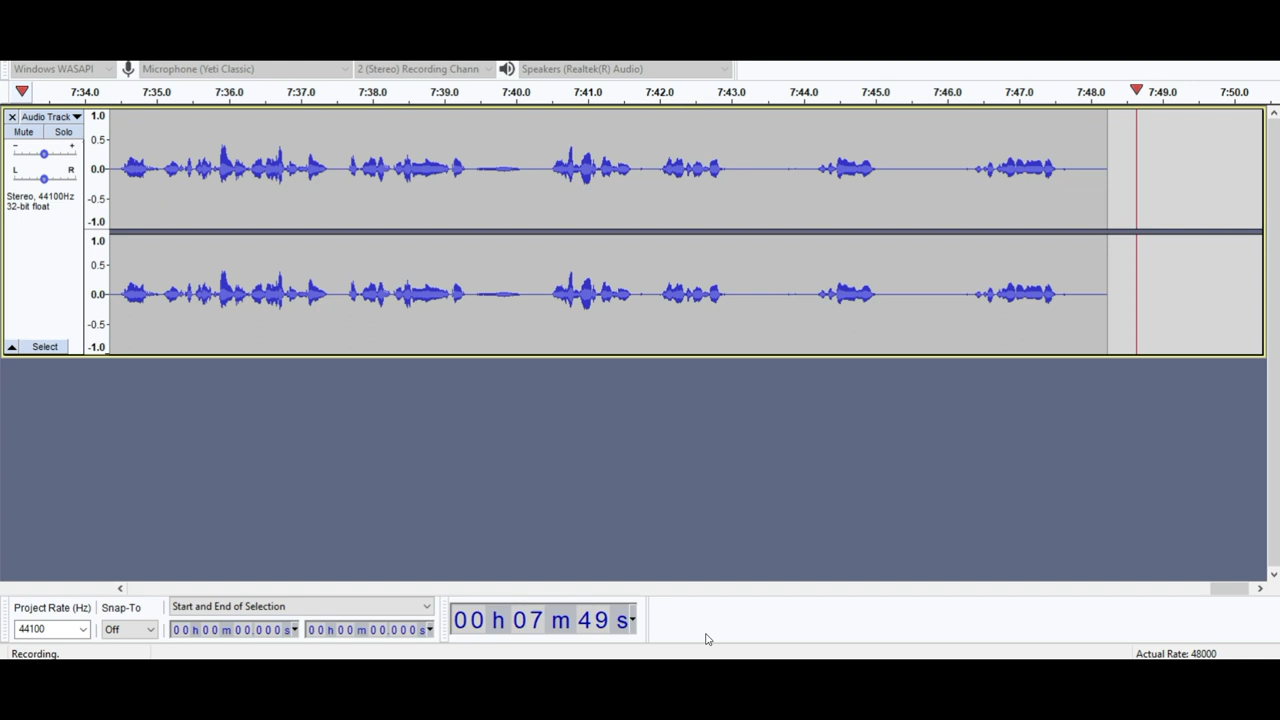 Windows WASAPI Microphone (Yeti Classic) 2 (Stereo) Recording Chann Speakers (Realtek(R) Audio)
7:34.0 7:35.0 7:36.0 7:37.0 7:38.0 7:39.0 7:40.0 7:41.0 7:42.0 7:43.0 7:44.0 7:45.0 7:46.0 7:47.0 7:48.0 7:49.0 7:50.0
Audio Track
Mute Solo
- +
L R
Stereo, 44100Hz
32-bit float
Select
1.0
0.5-
0.0-
-0.5-
-1.0
1.0
0.5-
0.0-
-0.5-
-1.0
Project Rate (Hz) Snap-To Start and End of Selection
44100 Off 00h00m00.000s 00h00m00.000s
00 h 07 m 49 s
Recording. Actual Rate: 48000